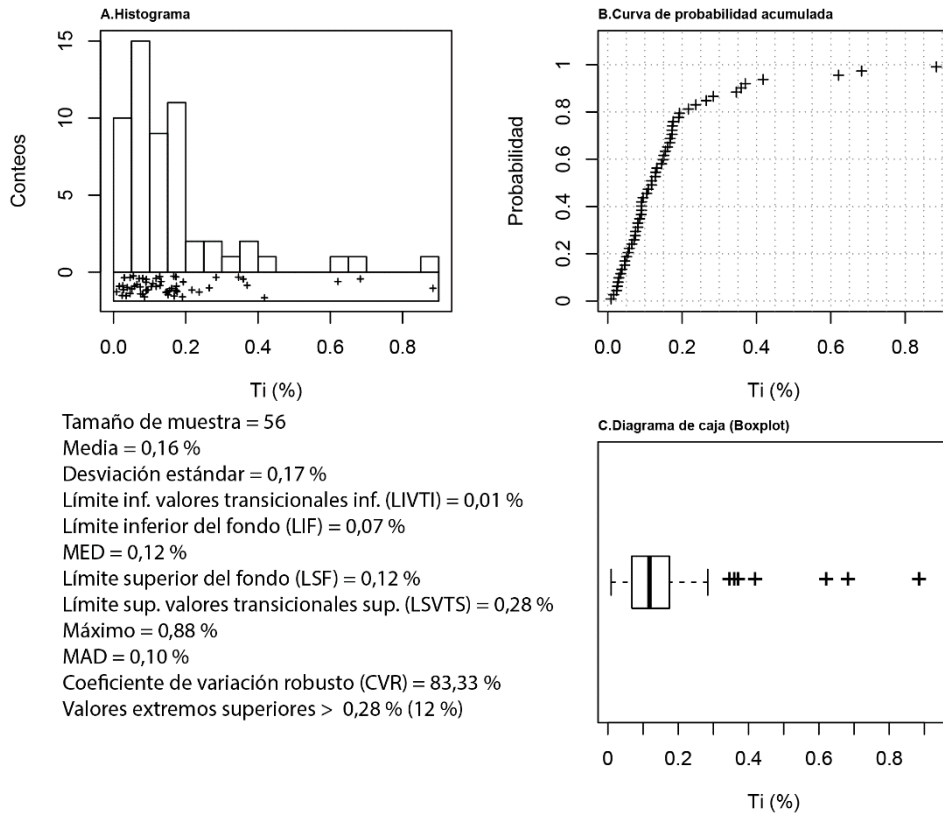 A.Histograma
15
10
5
0
Conteos
0.0 0.2 0.4 0.6 0.8
Ti (%)
B.Curva de probabilidad acumulada
1
0.8
0.6
0.4
0.2
0
Probabilidad
0.0 0.2 0.4 0.6 0.8
Ti (%)
Tamaño de muestra = 56
Media = 0,16 %
Desviación estándar = 0,17 %
Límite inf. valores transicionales inf. (LIVTI) = 0,01 %
Límite inferior del fondo (LIF) = 0,07 %
MED = 0,12 %
Límite superior del fondo (LSF) = 0,12 %
Límite sup. valores transicionales sup. (LSVTS) = 0,28 %
Máximo = 0,88 %
MAD = 0,10 %
Coeficiente de variación robusto (CVR) = 83,33 %
Valores extremos superiores > 0,28 % (12 %)
C.Diagrama de caja (Boxplot)
0 0.2 0.4 0.6 0.8
Ti (%)